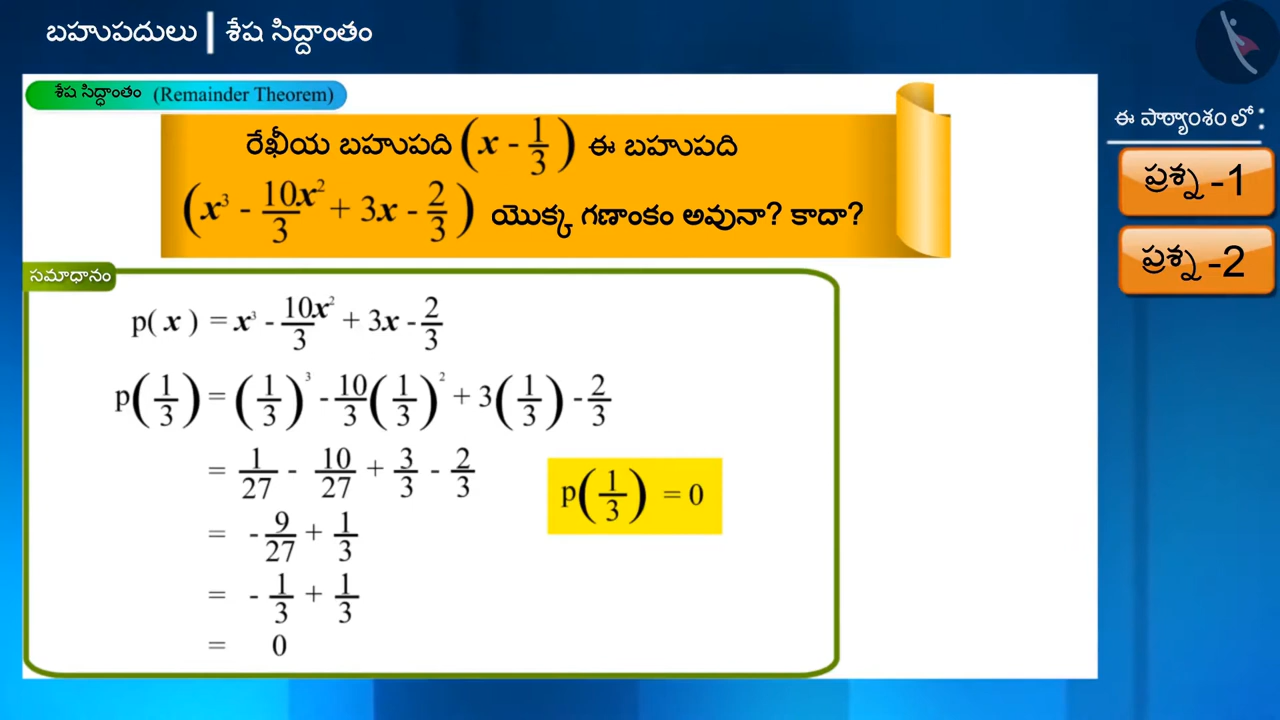 బహుపదులు | శేష సిద్దాంతం
శేష సిద్ధాంతం (Remainder Theorem)
రేఖీయ బహుపది (x - 1/3) ఈ బహుపది
(x³ - 10x²/3 + 3x - 2/3) యొక్క గణాంకం అవునా? కాదా?
ఈ పాఠ్యాంశం లో :
ప్రశ్న -1
ప్రశ్న -2
సమాధానం
p( x ) = x³ - 10x²/3 + 3x - 2/3
p(1/3) = (1/3)³ - 10/3(1/3)² + 3(1/3) - 2/3
= 1/27 - 10/27 + 3/3 - 2/3
= - 9/27 + 1/3
= - 1/3 + 1/3
= 0
p(1/3) = 0